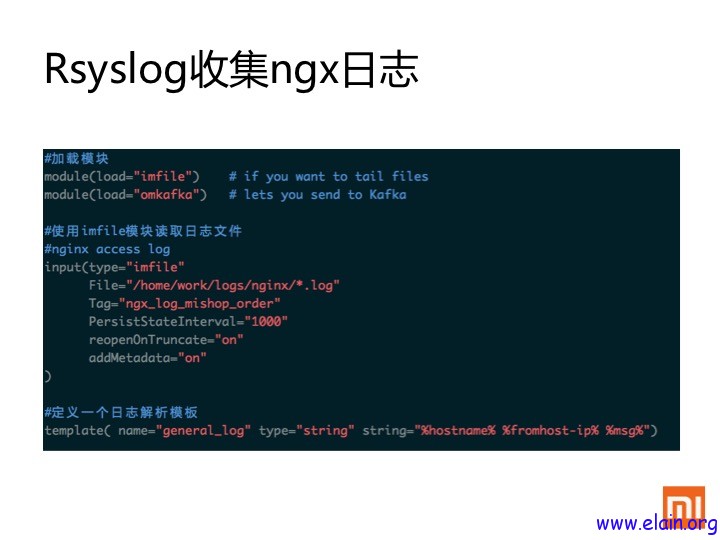 Rsyslog收集ngx日志
#加载模块
module(load="imfile")    # if you want to tail files
module(load="omkafka")   # lets you send to Kafka
#使用imfile模块读取日志文件
#nginx access log
input(type="imfile"
      File="/home/work/logs/nginx/*.log"
      Tag="ngx_log_mishop_order"
      PersistStateInterval="1000"
      reopenOnTruncate="on"
      addMetadata="on"
)
#定义一个日志解析模板
template( name="general_log" type="string" string="%hostname% %fromhost-ip% %msg%")
mi
www.elain.org